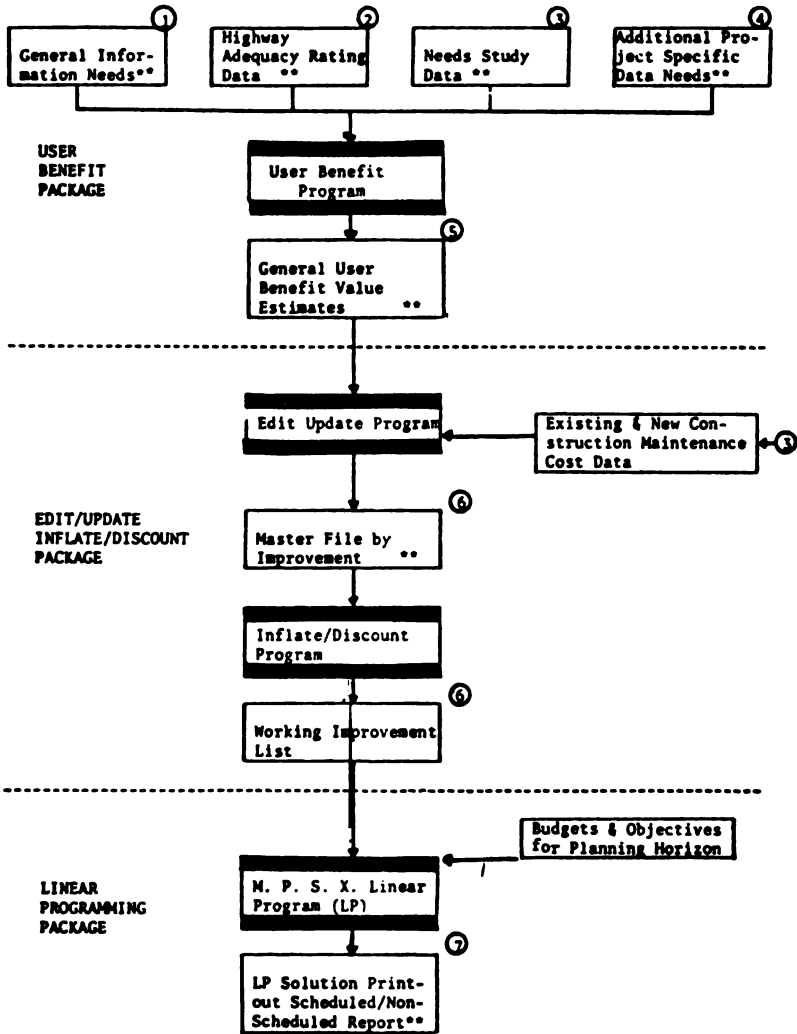 ①
General Infor-
mation Needs**
②
Highway
Adequacy Rating
Data **
③
Needs Study
Data **
④
Additional Pro-
ject Specific
Data Needs**
USER
BENEFIT
PACKAGE
User Benefit
Program
⑤
General User
Benefit Value
Estimates **
Edit Update Program
Existing & New Con-
struction Maintenance
Cost Data
③
EDIT/UPDATE
INFLATE/DISCOUNT
PACKAGE
⑥
Master File by
Improvement **
Inflate/Discount
Program
⑥
Working Improvement
List
Budgets & Objectives
for Planning Horizon
LINEAR
PROGRAMMING
PACKAGE
M. P. S. X. Linear
Program (LP)
⑦
LP Solution Print-
out Scheduled/Non-
Scheduled Report**